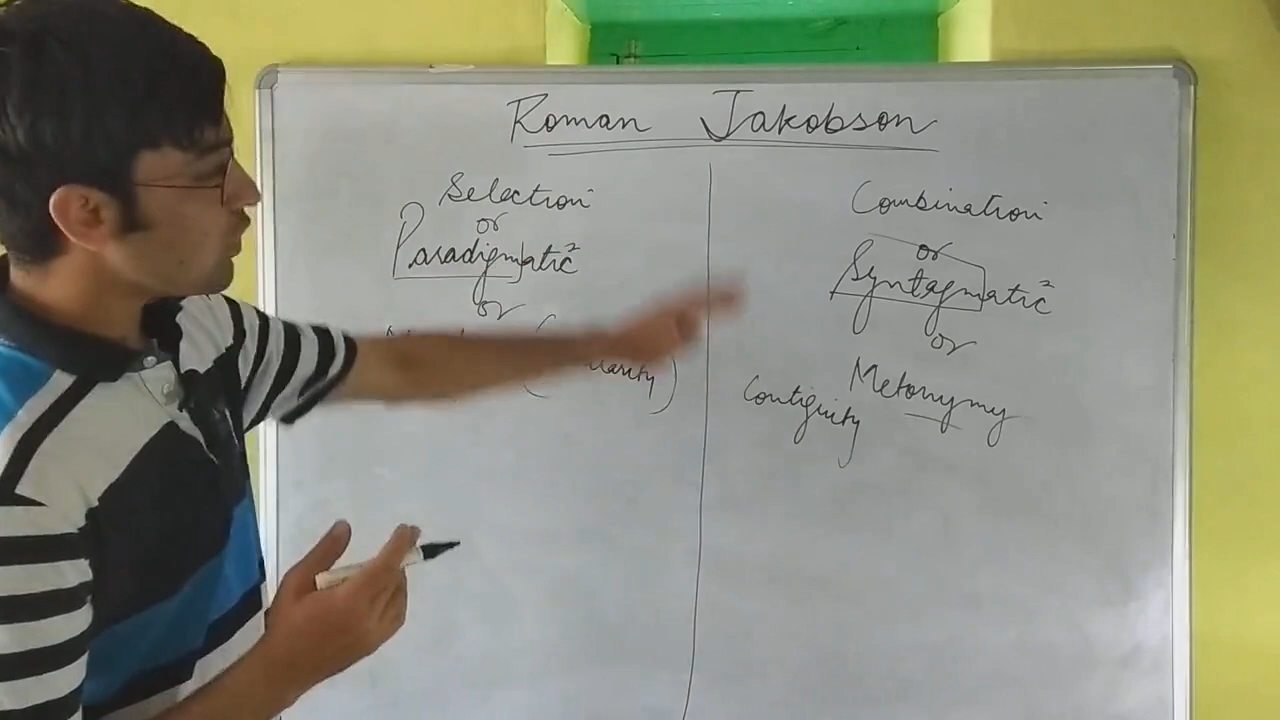 Roman Jakobson
Selection
or
Paradigmatic
or
Combination
or
Syntagmatic
or
Metonymy
Contiguity